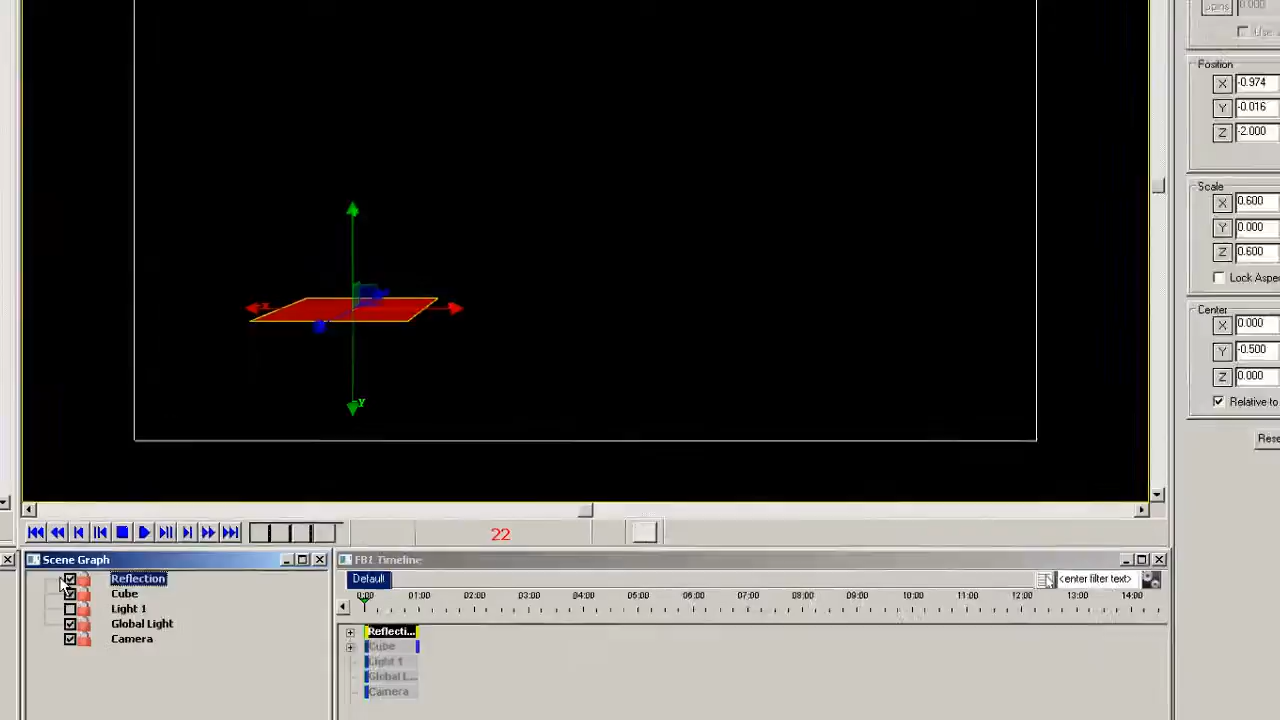 Spins 0.000
Use
Position
X -0.974
Y -0.016
Z -2.000
Scale
X 0.600
Y 0.000
Z 0.600
Lock Aspe
Center
X 0.000
Y -0.500
Z 0.000
Relative to
Rese
x
-Y
22
Scene Graph
Reflection
Cube
Light 1
Global Light
Camera
FB1 Timeline
Default
<enter filter text>
0:00 01:00 02:00 03:00 04:00 05:00 06:00 07:00 08:00 09:00 10:00 11:00 12:00 13:00 14:00
Reflecti...
Cube
Light 1
Global L...
Camera